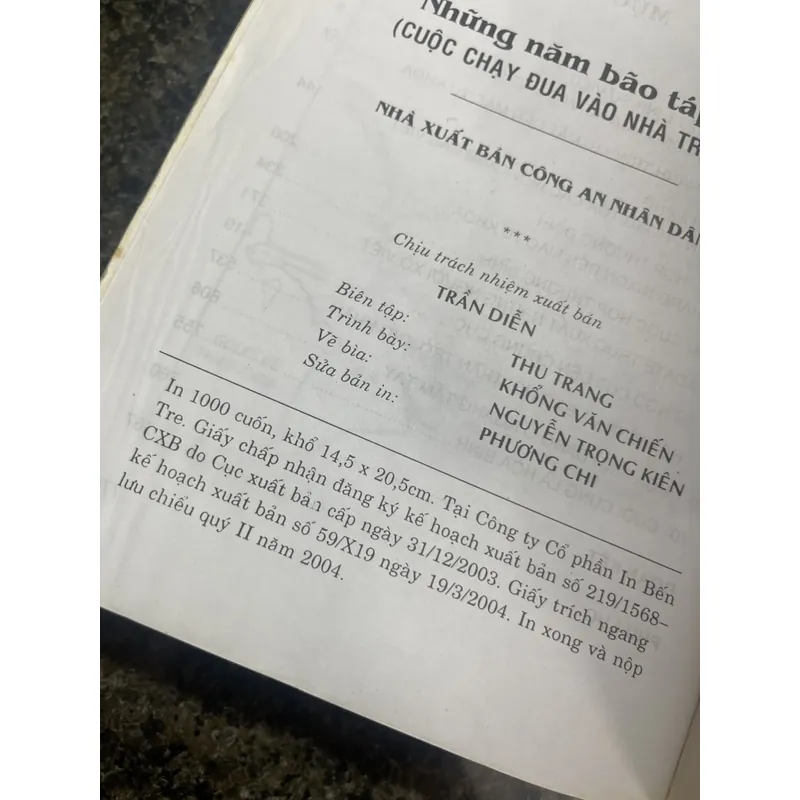 Những năm bão táp
(CUỘC CHẠY ĐUA VÀO NHÀ TR
NHÀ XUẤT BẢN CÔNG AN NHÂN DÂN
***
Chịu trách nhiệm xuất bản
TRẦN DIỄN
Biên tập: THU TRANG
Trình bày: KHỔNG VĂN CHIẾN
Vẽ bìa: NGUYỄN TRỌNG KIÊN
Sửa bản in: PHƯƠNG CHI
In 1000 cuốn, khổ 14,5 x 20,5cm. Tại Công ty Cổ phần In Bến
Tre. Giấy chấp nhận đăng ký kế hoạch xuất bản số 219/1568–
CXB do Cục xuất bản cấp ngày 31/12/2003. Giấy trích ngang
kế hoạch xuất bản số 59/X19 ngày 19/3/2004. In xong và nộp
lưu chiểu quý II năm 2004.